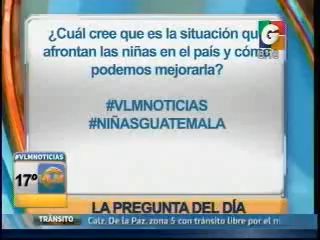 ¿Cuál cree que es la situación que
afrontan las niñas en el país y cómo
podemos mejorarla?
#VLMNOTICIAS
#NIÑASGUATEMALA
#VLMNOTICIAS
17º
VLM
LA PREGUNTA DEL DÍA
TRÁNSITO
Calz. De la Paz, zona 5 con tránsito libre por el